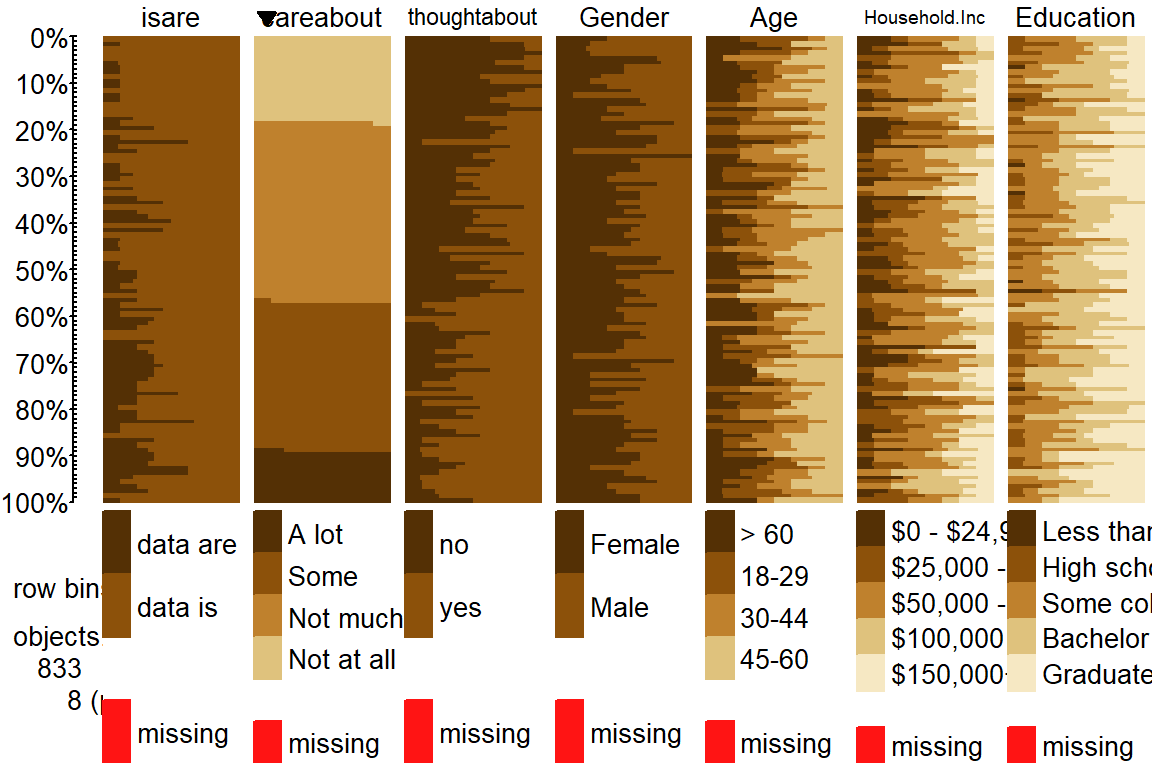 isare
careabout
thoughtabout
Gender
Age
Household.Inc
Education
0%
10%
20%
30%
40%
50%
60%
70%
80%
90%
100%
row bins
objects:
833
8 (
data are
data is
missing
A lot
Some
Not much
Not at all
missing
no
yes
missing
Female
Male
missing
> 60
18-29
30-44
45-60
missing
$0 - $24,9
$25,000 -
$50,000 -
$100,000
$150,000+
missing
Less than
High scho
Some col
Bachelor
Graduate
missing